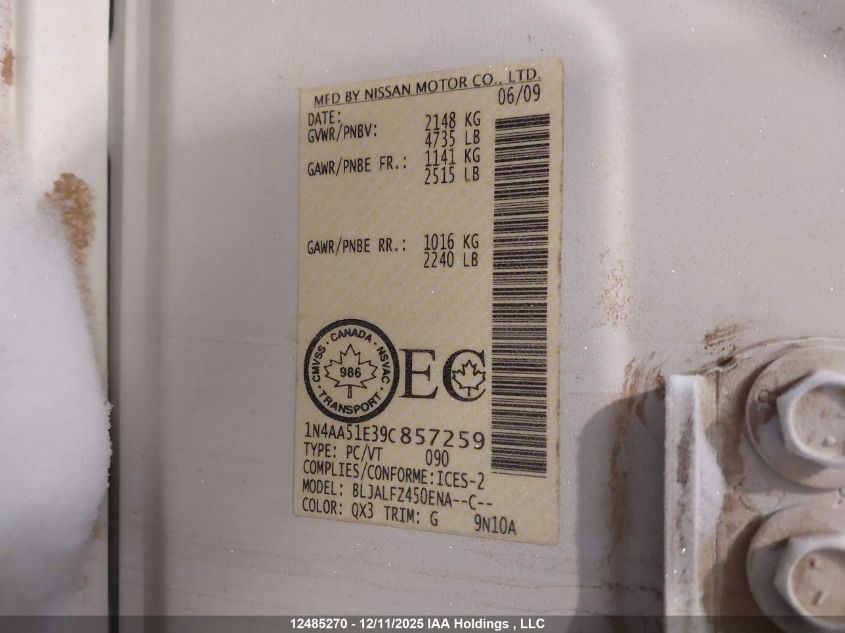 MFD BY NISSAN MOTOR CO., LTD.
DATE: 06/09
GVWR/PNBV: 2148 KG
4735 LB
GAWR/PNBE FR.: 1141 KG
2515 LB
GAWR/PNBE RR.: 1016 KG
2240 LB
CMVSS · CANADA · NSVAC
986
· TRANSPORT ·
EC
1N4AA51E39C857259
TYPE: PC/VT 090
COMPLIES/CONFORME:ICES-2
MODEL: BLJALFZ450ENA--C--
COLOR: QX3 TRIM: G 9N10A
12485270 - 12/11/2025 IAA Holdings , LLC